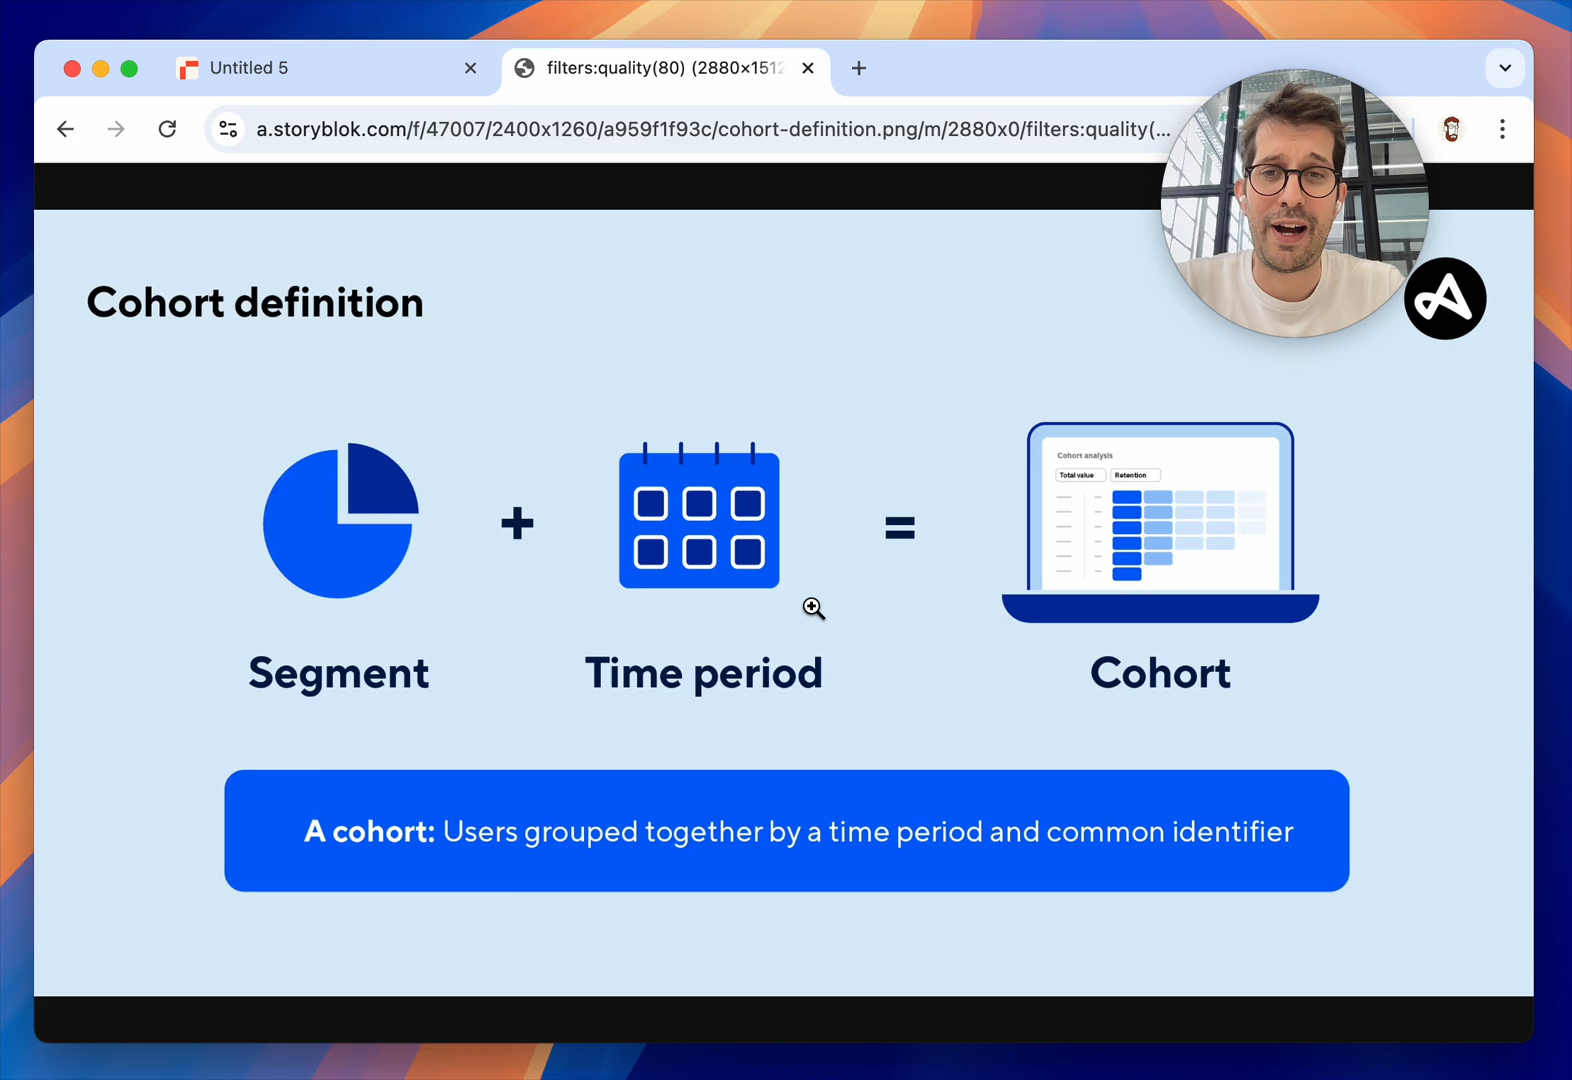 Untitled 5
filters:quality(80) (2880×1512
a.storyblok.com/f/47007/2400x1260/a959f1f93c/cohort-definition.png/m/2880x0/filters:quality(...
Cohort definition
Cohort analysis
Total value
Retention
Segment
+
Time period
=
Cohort
A cohort: Users grouped together by a time period and common identifier